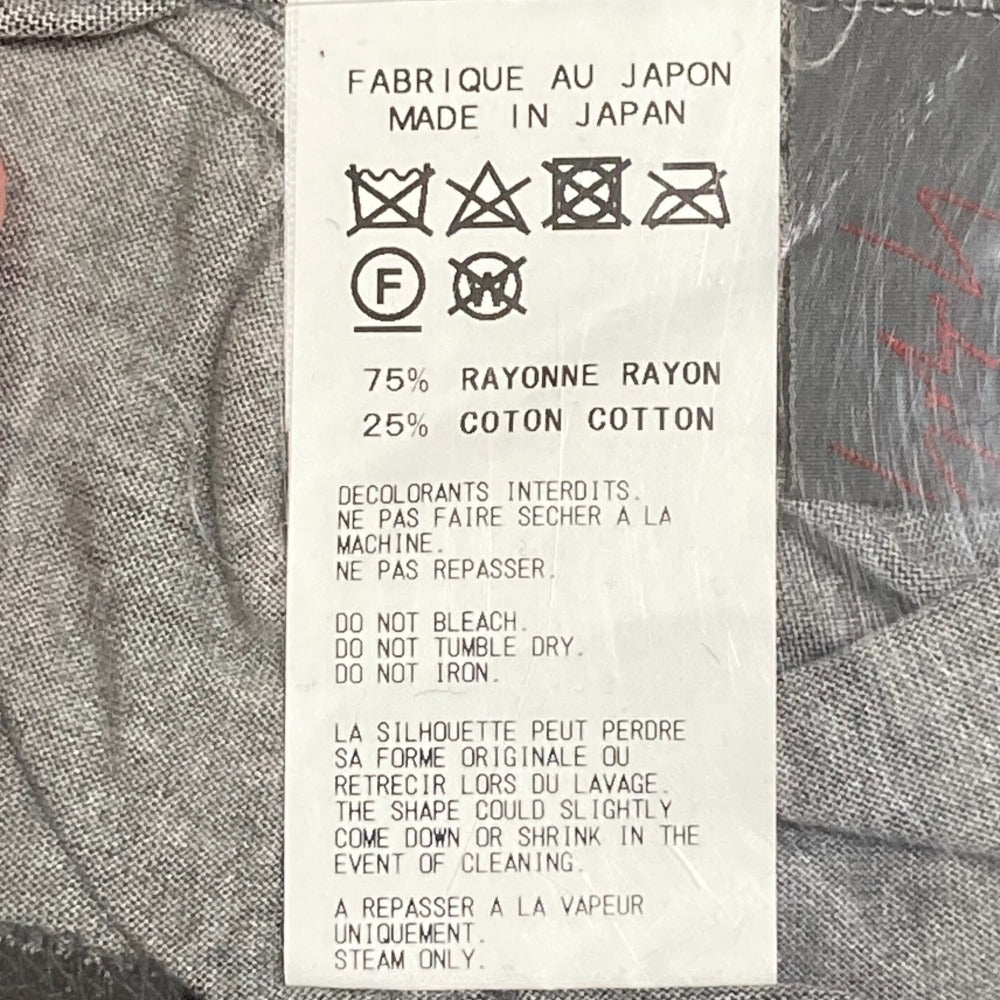 FABRIQUE AU JAPON
MADE IN JAPAN
F W
75% RAYONNE RAYON
25% COTON COTTON
DECOLORANTS INTERDITS.
NE PAS FAIRE SECHER A LA
MACHINE.
NE PAS REPASSER.
DO NOT BLEACH.
DO NOT TUMBLE DRY.
DO NOT IRON.
LA SILHOUETTE PEUT PERDRE
SA FORME ORIGINALE OU
RETRECIR LORS DU LAVAGE.
THE SHAPE COULD SLIGHTLY
COME DOWN OR SHRINK IN THE
EVENT OF CLEANING.
A REPASSER A LA VAPEUR
UNIQUEMENT.
STEAM ONLY.